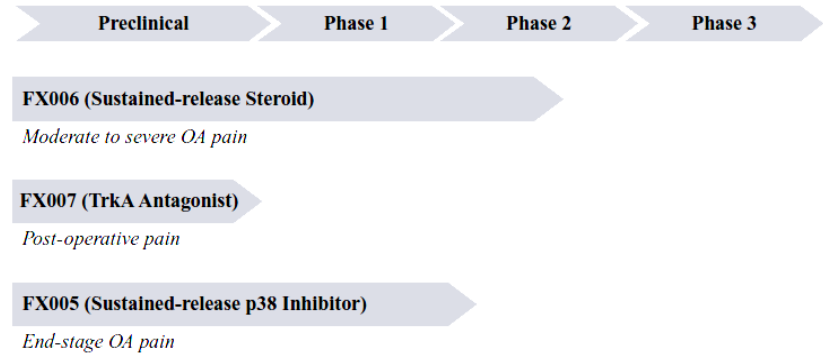 Preclinical Phase 1 Phase 2 Phase 3
FX006 (Sustained-release Steroid)
Moderate to severe OA pain
FX007 (TrkA Antagonist)
Post-operative pain
FX005 (Sustained-release p38 Inhibitor)
End-stage OA pain